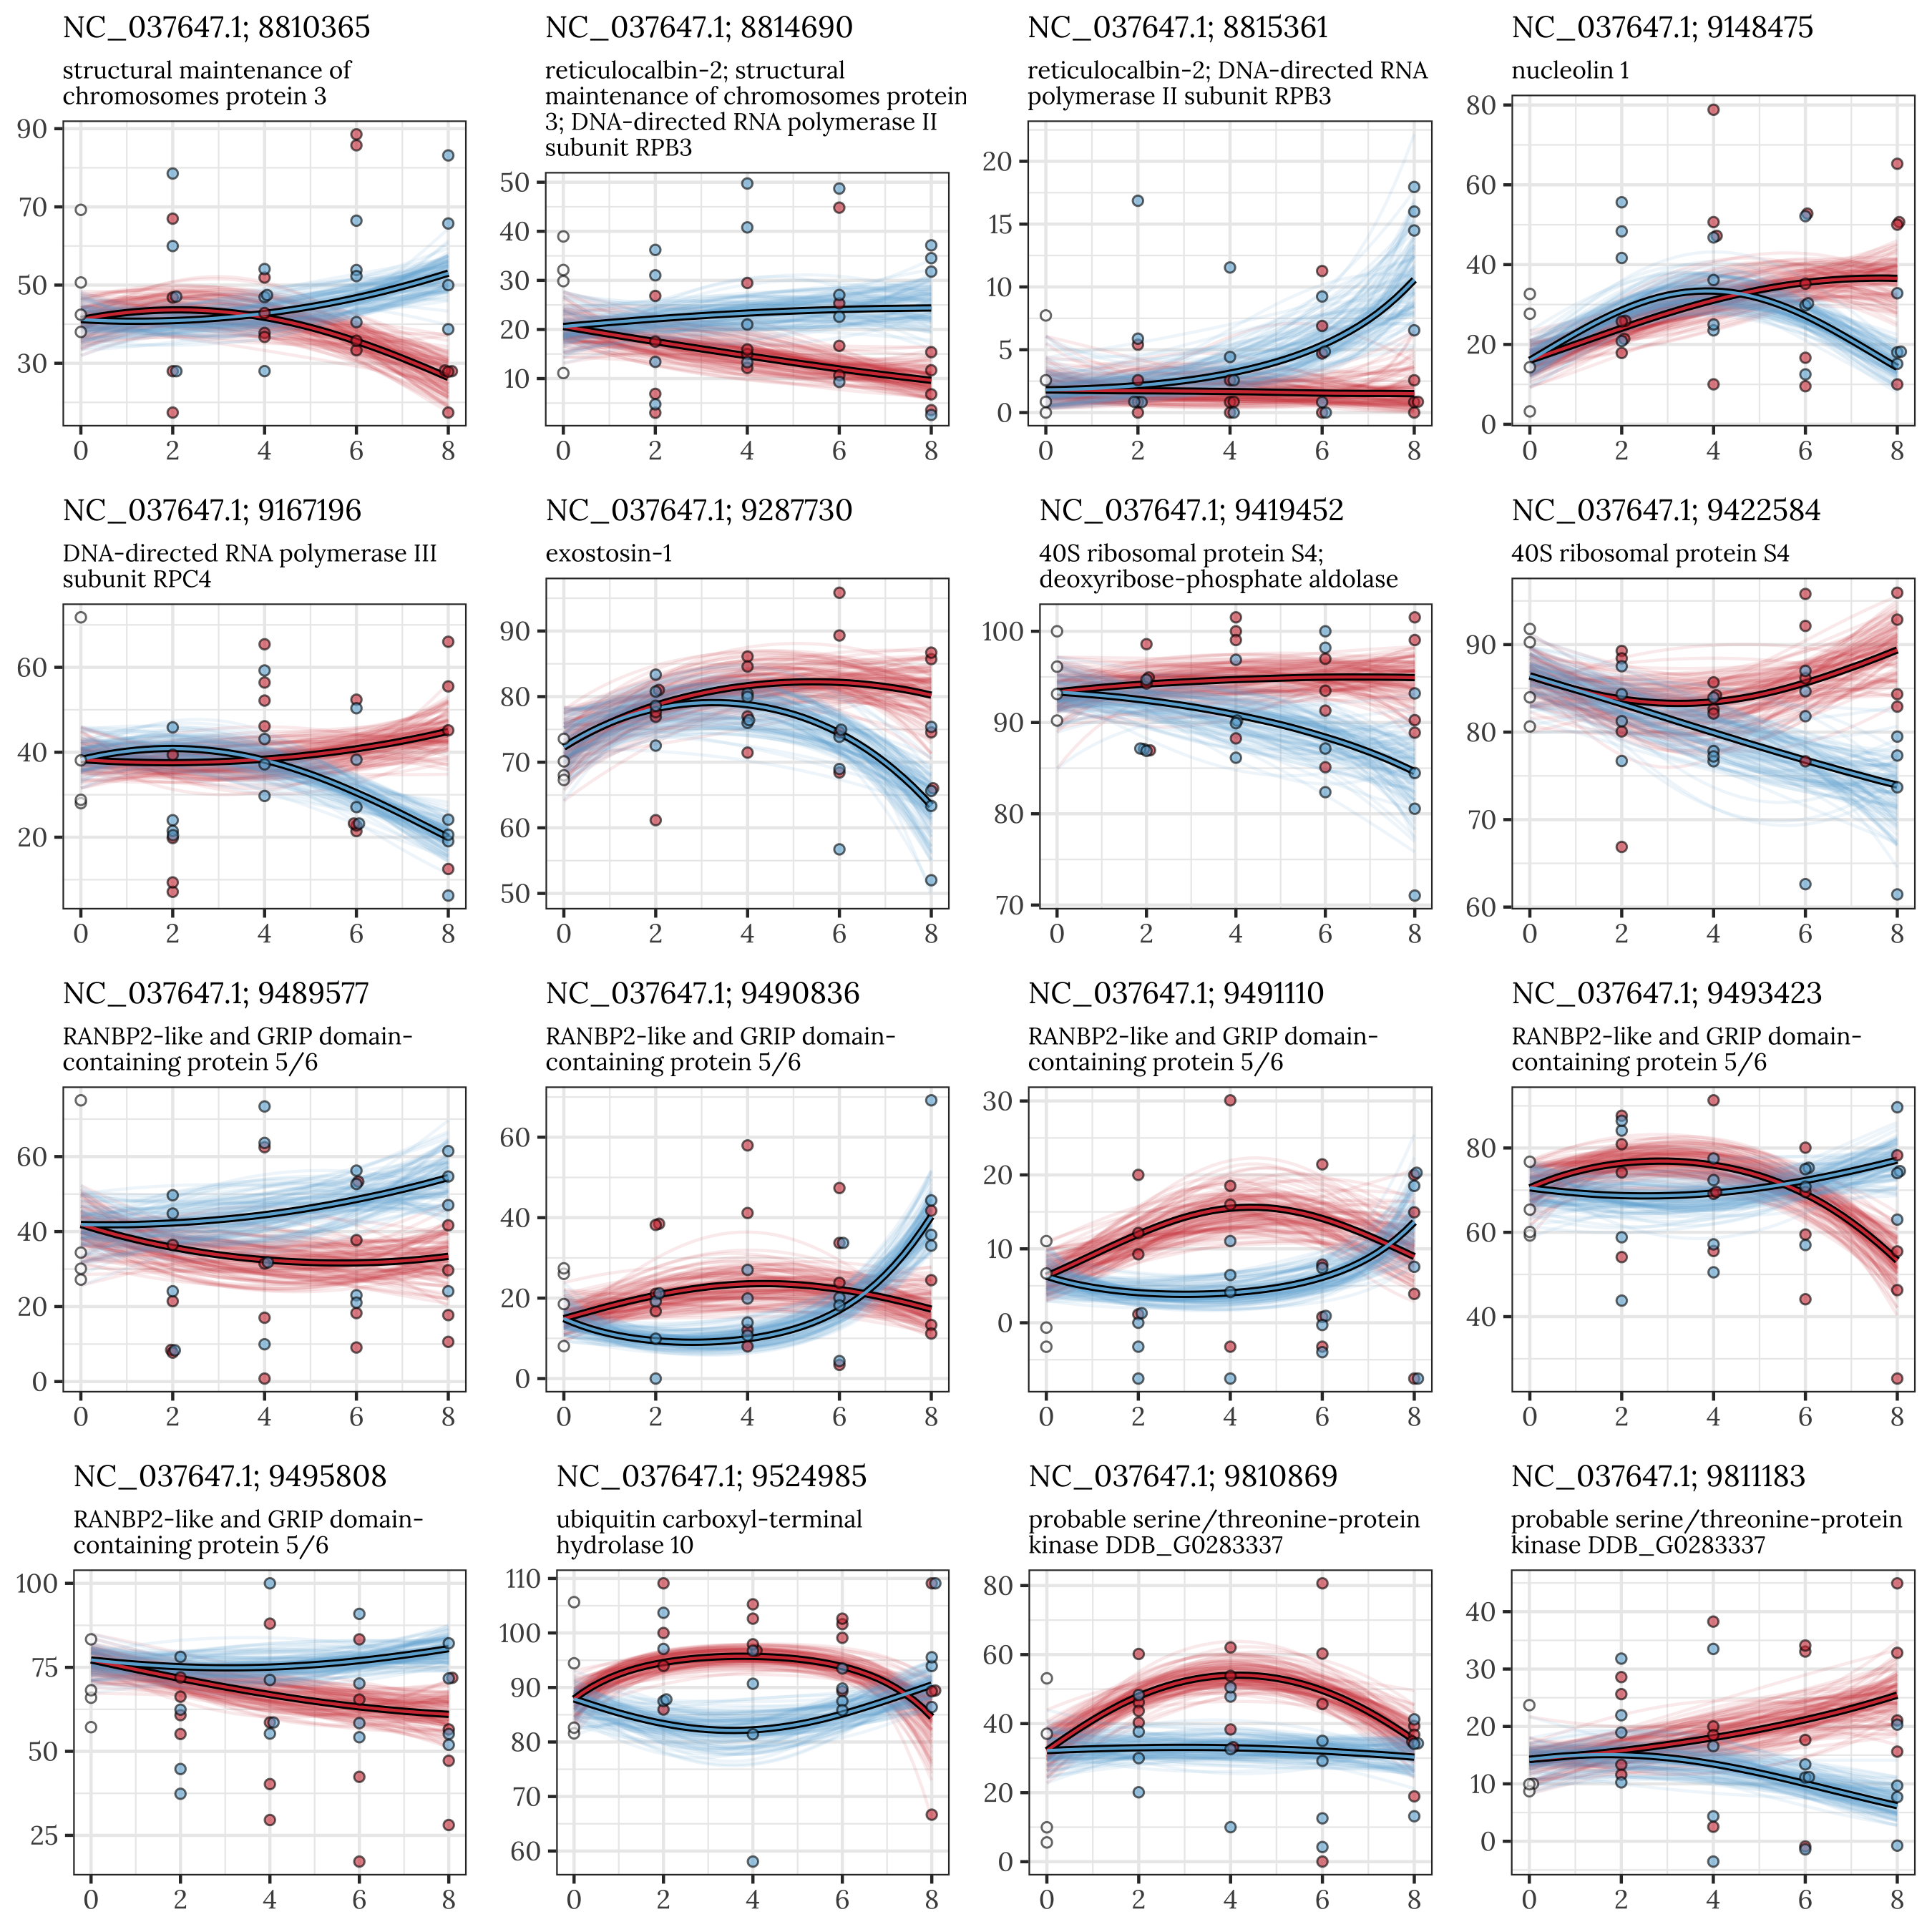 NC_037647.1; 8810365
structural maintenance of
chromosomes protein 3
90
70
50
30
0 2 4 6 8
NC_037647.1; 8814690
reticulocalbin-2; structural
maintenance of chromosomes protein
3; DNA-directed RNA polymerase II
subunit RPB3
50
40
30
20
10
0 2 4 6 8
NC_037647.1; 8815361
reticulocalbin-2; DNA-directed RNA
polymerase II subunit RPB3
20
15
10
5
0
0 2 4 6 8
NC_037647.1; 9148475
nucleolin 1
80
60
40
20
0
0 2 4 6 8
NC_037647.1; 9167196
DNA-directed RNA polymerase III
subunit RPC4
60
40
20
0 2 4 6 8
NC_037647.1; 9287730
exostosin-1
90
80
70
60
50
0 2 4 6 8
NC_037647.1; 9419452
40S ribosomal protein S4;
deoxyribose-phosphate aldolase
100
90
80
70
0 2 4 6 8
NC_037647.1; 9422584
40S ribosomal protein S4
90
80
70
60
0 2 4 6 8
NC_037647.1; 9489577
RANBP2-like and GRIP domain-
containing protein 5/6
60
40
20
0
0 2 4 6 8
NC_037647.1; 9490836
RANBP2-like and GRIP domain-
containing protein 5/6
60
40
20
0
0 2 4 6 8
NC_037647.1; 9491110
RANBP2-like and GRIP domain-
containing protein 5/6
30
20
10
0
0 2 4 6 8
NC_037647.1; 9493423
RANBP2-like and GRIP domain-
containing protein 5/6
80
60
40
0 2 4 6 8
NC_037647.1; 9495808
RANBP2-like and GRIP domain-
containing protein 5/6
100
75
50
25
0 2 4 6 8
NC_037647.1; 9524985
ubiquitin carboxyl-terminal
hydrolase 10
110
100
90
80
70
60
0 2 4 6 8
NC_037647.1; 9810869
probable serine/threonine-protein
kinase DDB_G0283337
80
60
40
20
0
0 2 4 6 8
NC_037647.1; 9811183
probable serine/threonine-protein
kinase DDB_G0283337
40
30
20
10
0
0 2 4 6 8